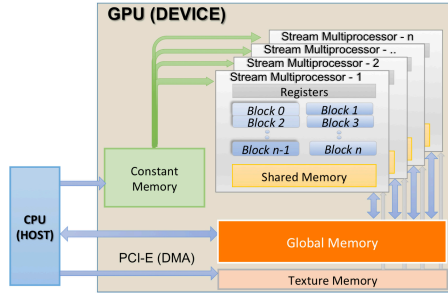 GPU (DEVICE)
Stream Multiprocessor - n
Stream Multiprocessor - ..
Stream Multiprocessor - 2
Stream Multiprocessor - 1
Registers
Block 0 Block 1
Block 2 Block 3
Block n-1 Block n
Shared Memory
Constant
Memory
CPU
(HOST)
Global Memory
PCI-E (DMA)
Texture Memory